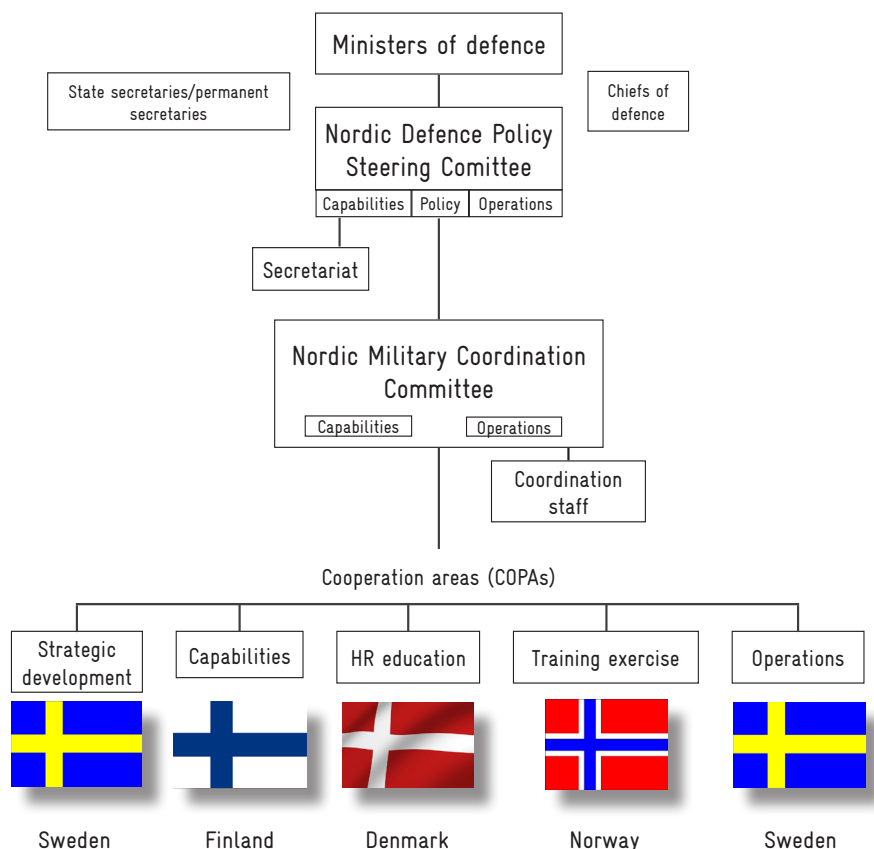 Ministers of defence
State secretaries/permanent
secretaries
Chiefs of
defence
Nordic Defence Policy
Steering Comittee
Capabilities
Policy
Operations
Secretariat
Nordic Military Coordination
Committee
Capabilities
Operations
Coordination
staff
Cooperation areas (COPAs)
Strategic
development
Capabilities
HR education
Training exercise
Operations
Sweden
Finland
Denmark
Norway
Sweden